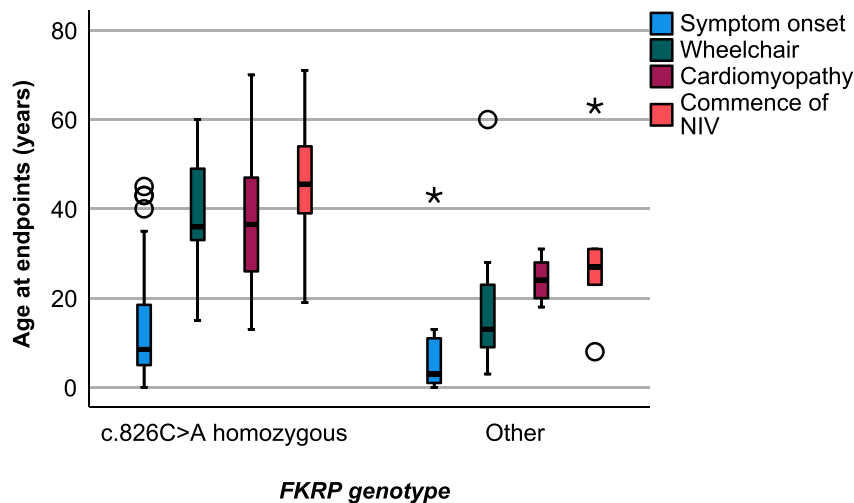 80
60
40
20
0
Age at endpoints (years)
c.826C>A homozygous
Other
FKRP genotype
Symptom onset
Wheelchair
Cardiomyopathy
Commence of
NIV